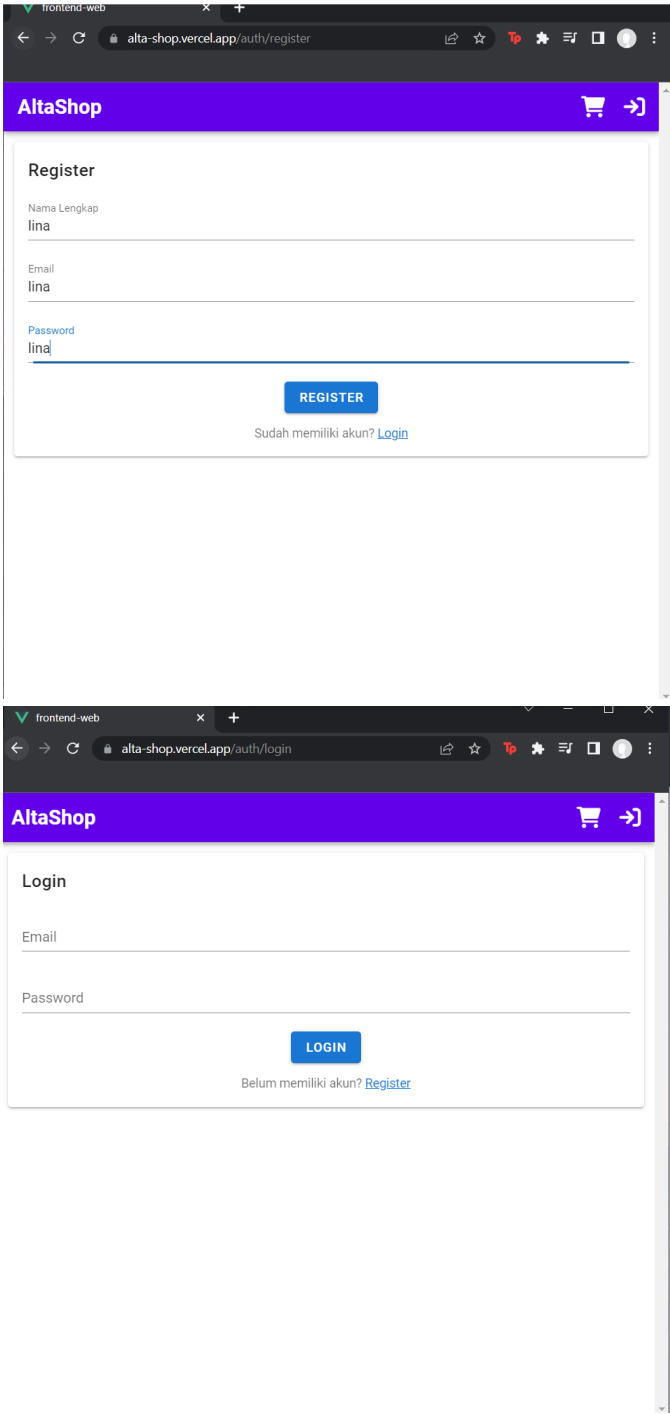 frontend-web
alta-shop.vercel.app/auth/register
Tp
AltaShop
Register
Nama Lengkap
lina
Email
lina
Password
lina
REGISTER
Sudah memiliki akun? Login
frontend-web
alta-shop.vercel.app/auth/login
Tp
AltaShop
Login
Email
Password
LOGIN
Belum memiliki akun? Register